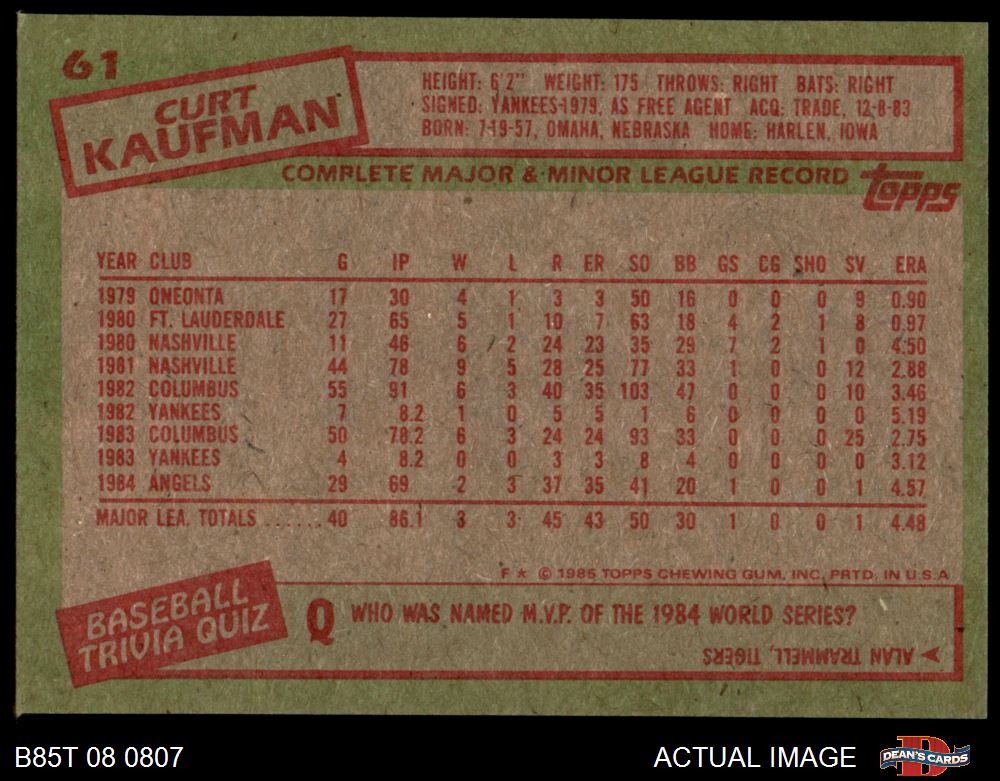 61
CURT
KAUFMAN
HEIGHT: 6'2" WEIGHT: 175 THROWS: RIGHT BATS: RIGHT
SIGNED: YANKEES-1979, AS FREE AGENT ACQ: TRADE, 12-8-83
BORN: 7-19-57, OMAHA, NEBRASKA HOME: HARLEN, IOWA
COMPLETE MAJOR & MINOR LEAGUE RECORD
topps
YEAR CLUB G IP W L R ER SO BB GS CG SHO SV ERA
1979 ONEONTA 17 30 4 1 3 3 50 16 0 0 0 9 0.90
1980 FT. LAUDERDALE 27 65 5 1 10 7 63 18 4 2 1 8 0.97
1980 NASHVILLE 11 46 6 2 24 23 35 29 7 2 1 0 4.50
1981 NASHVILLE 44 78 9 5 28 25 77 33 1 0 0 12 2.88
1982 COLUMBUS 55 91 6 3 40 35 103 47 0 0 0 10 3.46
1982 YANKEES 7 8.2 1 0 5 5 1 6 0 0 0 0 5.19
1983 COLUMBUS 50 78.2 6 3 24 24 93 33 0 0 0 25 2.75
1983 YANKEES 4 8.2 0 0 3 3 8 4 0 0 0 0 3.12
1984 ANGELS 29 69 2 3 37 35 41 20 1 0 0 1 4.57
MAJOR LEA. TOTALS ...... 40 86.1 3 3 45 43 50 30 1 0 0 1 4.48
F ★ © 1985 TOPPS CHEWING GUM, INC. PRTD. IN U.S.A
BASEBALL
TRIVIA QUIZ
Q WHO WAS NAMED M.V.P. OF THE 1984 WORLD SERIES?
ALAN TRAMMELL, TIGERS
B85T 08 0807
ACTUAL IMAGE
DEAN'S CARDS